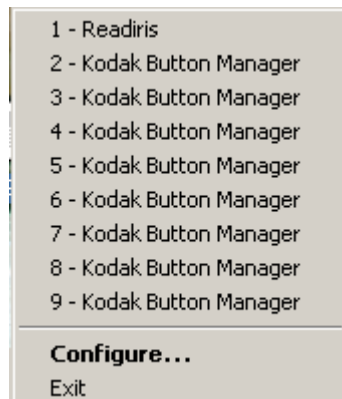 1 - Readiris
2 - Kodak Button Manager
3 - Kodak Button Manager
4 - Kodak Button Manager
5 - Kodak Button Manager
6 - Kodak Button Manager
7 - Kodak Button Manager
8 - Kodak Button Manager
9 - Kodak Button Manager
Configure...
Exit